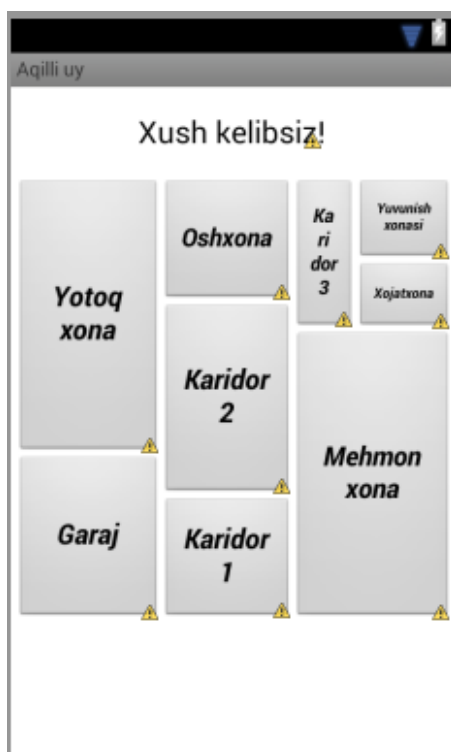 Aqilli uy
Xush kelibsiz!
Yotoq
xona
Oshxona
Ka
ri
dor
3
Yuvunish
xonasi
Xojatxona
Karidor
2
Mehmon
xona
Garaj
Karidor
1